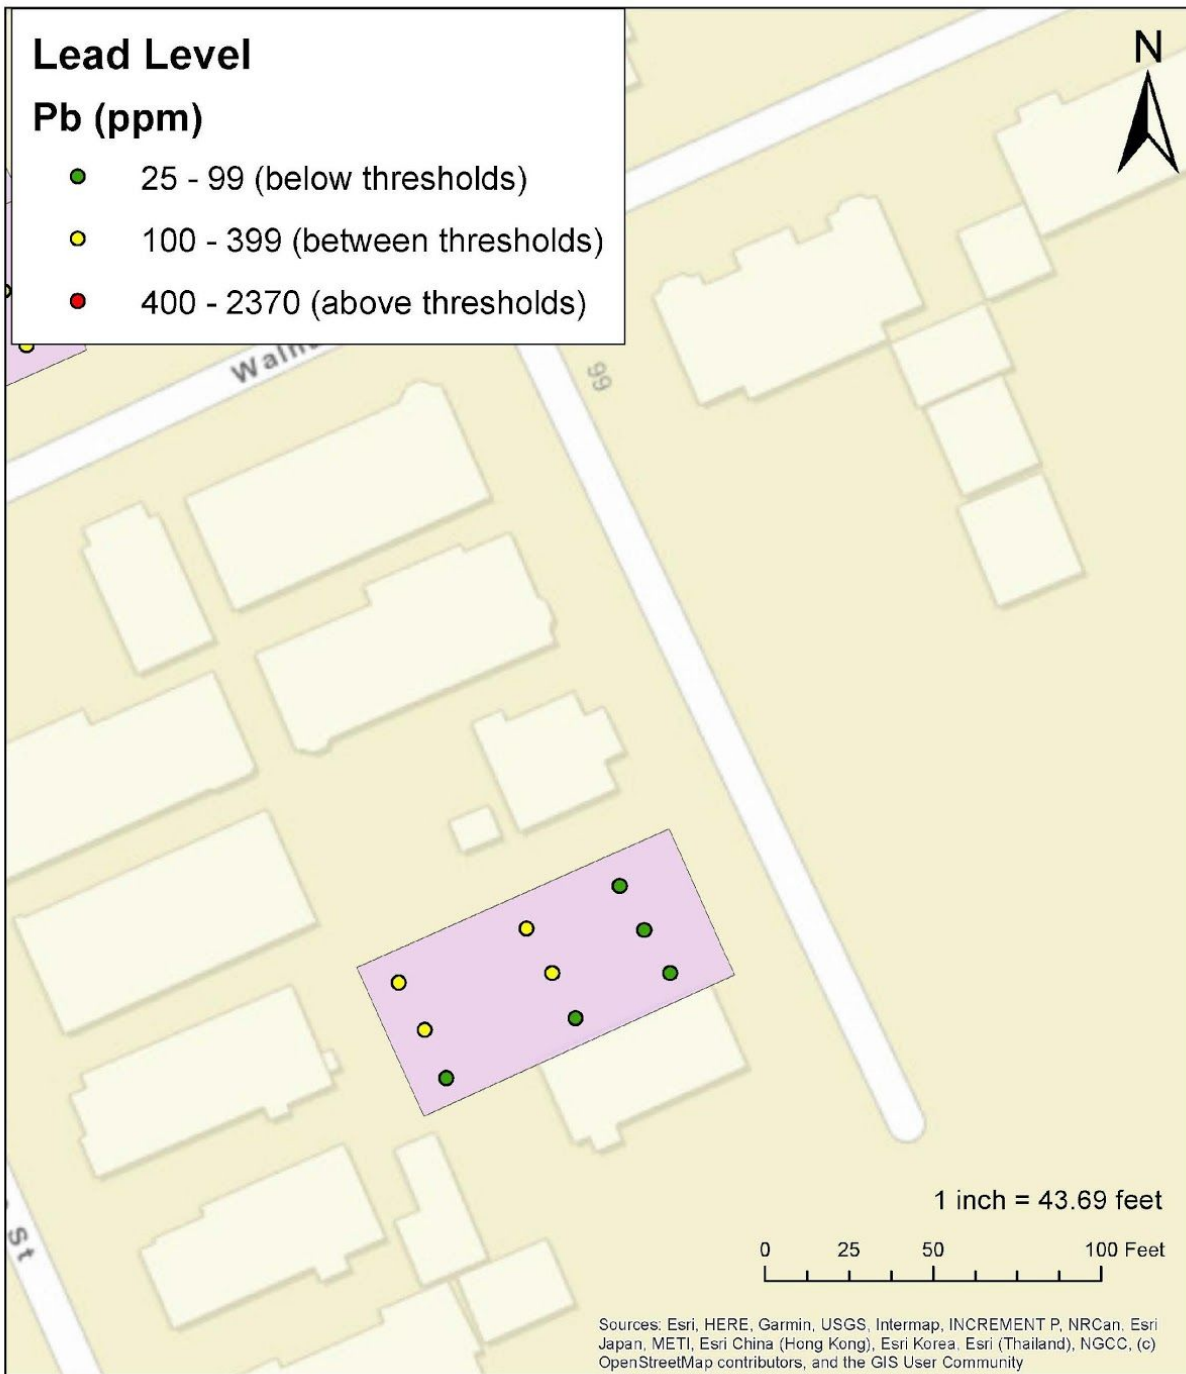 Lead Level
Pb (ppm)
25 - 99 (below thresholds)
100 - 399 (between thresholds)
400 - 2370 (above thresholds)
N
66
St
1 inch = 43.69 feet
0 25 50 100 Feet
Sources: Esri, HERE, Garmin, USGS, Intermap, INCREMENT P, NRCan, Esri
Japan, METI, Esri China (Hong Kong), Esri Korea, Esri (Thailand), NGCC, (c)
OpenStreetMap contributors, and the GIS User Community